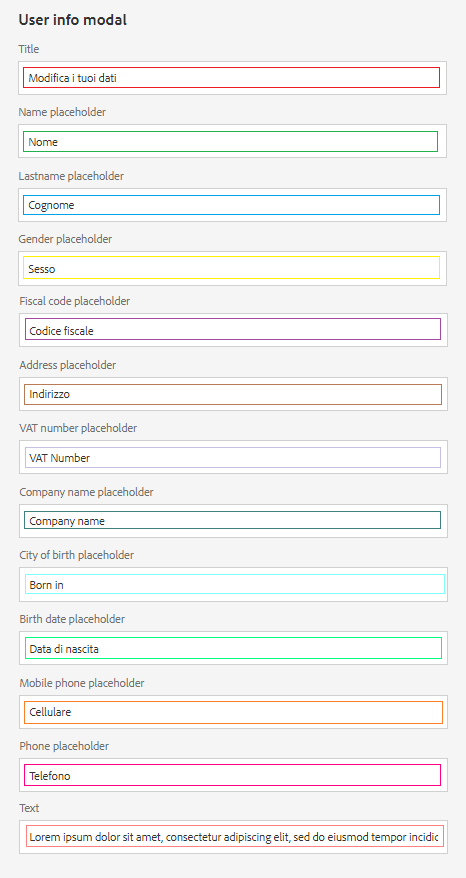 User info modal
Title
Modifica i tuoi dati
Name placeholder
Nome
Lastname placeholder
Cognome
Gender placeholder
Sesso
Fiscal code placeholder
Codice fiscale
Address placeholder
Indirizzo
VAT number placeholder
VAT Number
Company name placeholder
Company name
City of birth placeholder
Born in
Birth date placeholder
Data di nascita
Mobile phone placeholder
Cellulare
Phone placeholder
Telefono
Text
Lorem ipsum dolor sit amet, consectetur adipiscing elit, sed do eiusmod tempor incidic